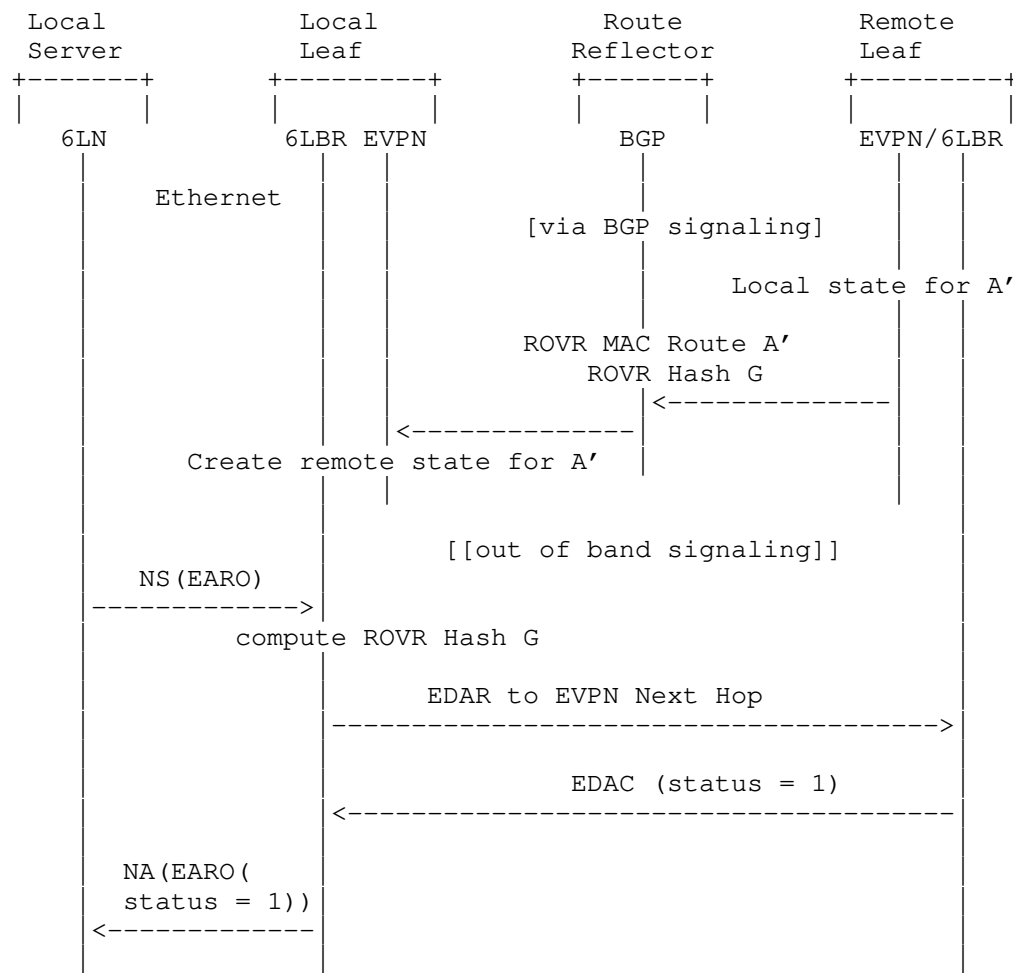 Local Local Route Remote
Server Leaf Reflector Leaf
6LN 6LBR EVPN BGP EVPN/6LBR
Ethernet
[via BGP signaling]
Local state for A'
ROVR MAC Route A'
ROVR Hash G
Create remote state for A'
[[out of band signaling]]
NS(EARO)
compute ROVR Hash G
EDAR to EVPN Next Hop
EDAC (status = 1)
NA(EARO(
status = 1))